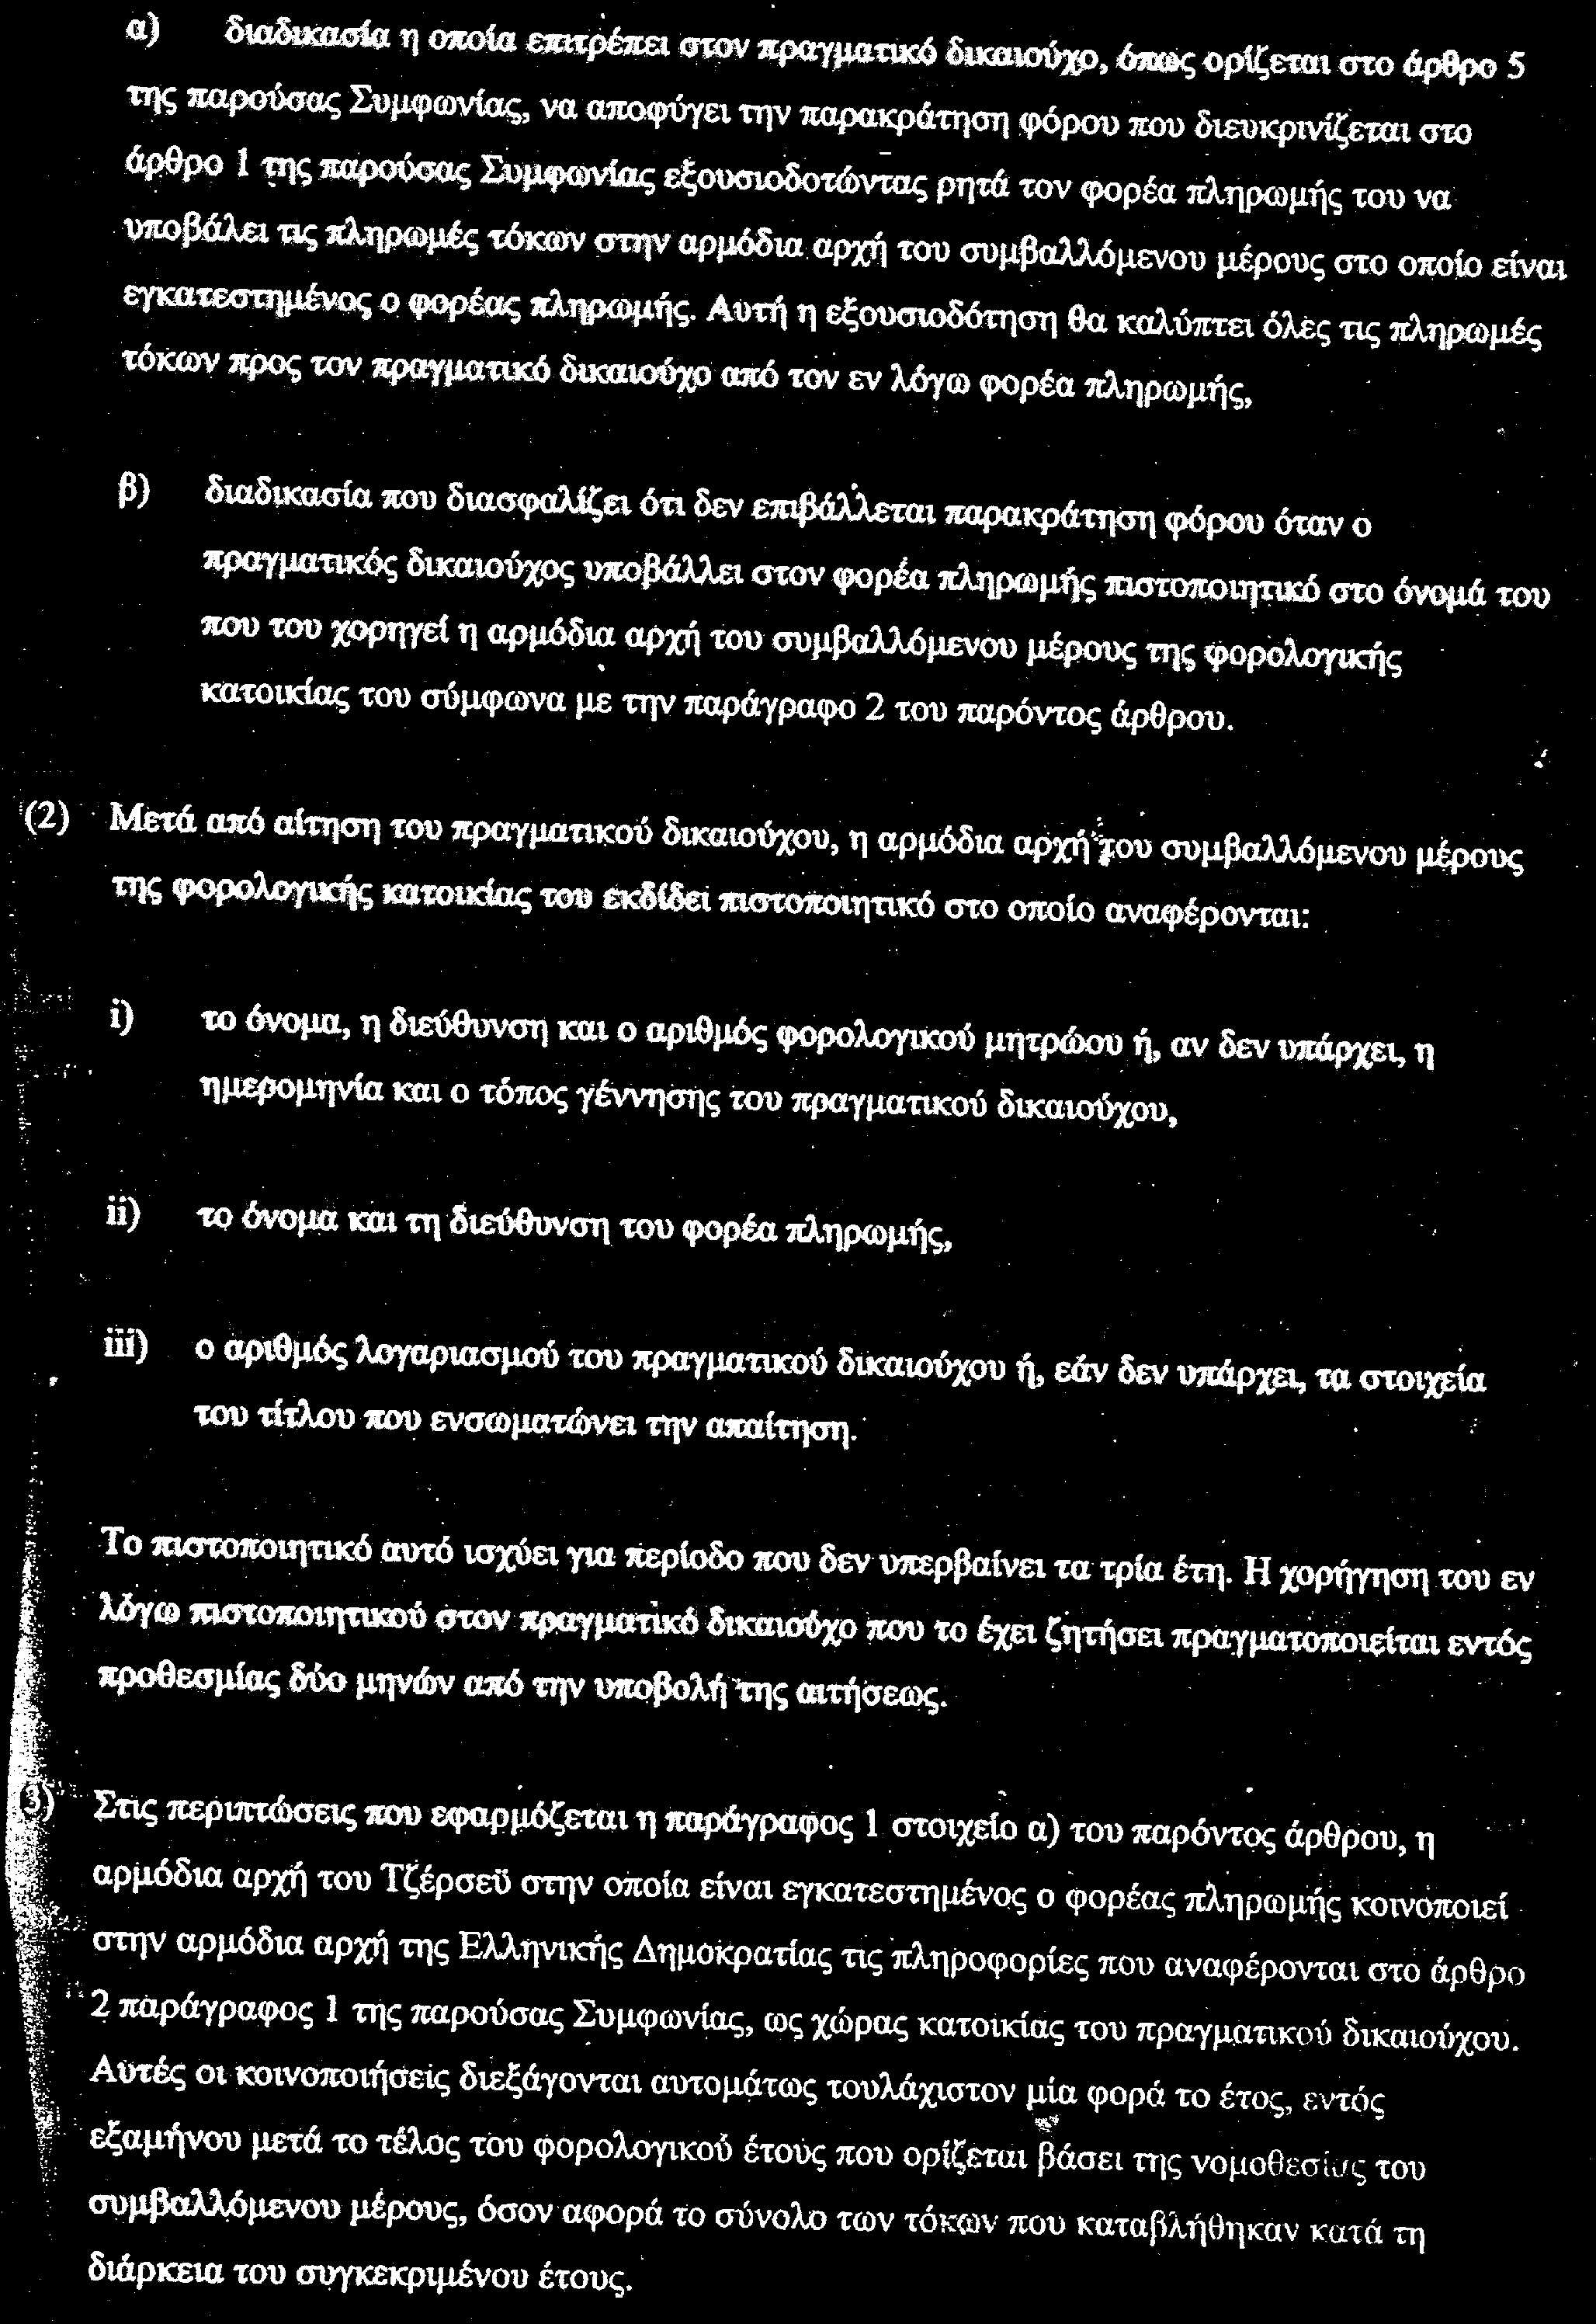 α) διαδικασία η οποία επιτρέπει στον πραγματικό δικαιούχο, όπως ορίζεται στο άρθρο 5
της παρούσας Συμφωνίας, να αποφύγει την παρακράτηση φόρου που διευκρινίζεται στο
άρθρο 1 της παρούσας Συμφωνίας εξουσιοδοτώντας ρητά τον φορέα πληρωμής του να
υποβάλει τις πληρωμές τόκων στην αρμόδια αρχή του συμβαλλόμενου μέρους στο οποίο είναι
εγκατεστημένος ο φορέας πληρωμής. Αυτή η εξουσιοδότηση θα καλύπτει όλες τις πληρωμές
τόκων προς τον πραγματικό δικαιούχο από τον εν λόγω φορέα πληρωμής,
β) διαδικασία που διασφαλίζει ότι δεν επιβάλλεται παρακράτηση φόρου όταν ο
πραγματικός δικαιούχος υποβάλλει στον φορέα πληρωμής πιστοποιητικό στο όνομά του
που του χορηγεί η αρμόδια αρχή του συμβαλλόμενου μέρους της φορολογικής
κατοικίας του σύμφωνα με την παράγραφο 2 του παρόντος άρθρου.
(2) Μετά από αίτηση του πραγματικού δικαιούχου, η αρμόδια αρχή του συμβαλλόμενου μέρους
της φορολογικής κατοικίας του εκδίδει πιστοποιητικό στο οποίο αναφέρονται:
i) το όνομα, η διεύθυνση και ο αριθμός φορολογικού μητρώου ή, αν δεν υπάρχει, η
ημερομηνία και ο τόπος γέννησης του πραγματικού δικαιούχου,
ii) το όνομα και τη διεύθυνση του φορέα πληρωμής,
iii) ο αριθμός λογαριασμού του πραγματικού δικαιούχου ή, εάν δεν υπάρχει, τα στοιχεία
του τίτλου που ενσωματώνει την απαίτηση.
Το πιστοποιητικό αυτό ισχύει για περίοδο που δεν υπερβαίνει τα τρία έτη. Η χορήγηση του εν
λόγω πιστοποιητικού στον πραγματικό δικαιούχο που το έχει ζητήσει πραγματοποιείται εντός
προθεσμίας δύο μηνών από την υποβολή της αιτήσεως.
(3) Στις περιπτώσεις που εφαρμόζεται η παράγραφος 1 στοιχείο α) του παρόντος άρθρου, η
αρμόδια αρχή του Τζέρσεϋ στην οποία είναι εγκατεστημένος ο φορέας πληρωμής κοινοποιεί
στην αρμόδια αρχή της Ελληνικής Δημοκρατίας τις πληροφορίες που αναφέρονται στο άρθρο
2 παράγραφος 1 της παρούσας Συμφωνίας, ως χώρας κατοικίας του πραγματικού δικαιούχου.
Αυτές οι κοινοποιήσεις διεξάγονται αυτομάτως τουλάχιστον μία φορά το έτος, εντός
εξαμήνου μετά το τέλος του φορολογικού έτους που ορίζεται βάσει της νομοθεσίας του
συμβαλλόμενου μέρους, όσον αφορά το σύνολο των τόκων που καταβλήθηκαν κατά τη
διάρκεια του συγκεκριμένου έτους.